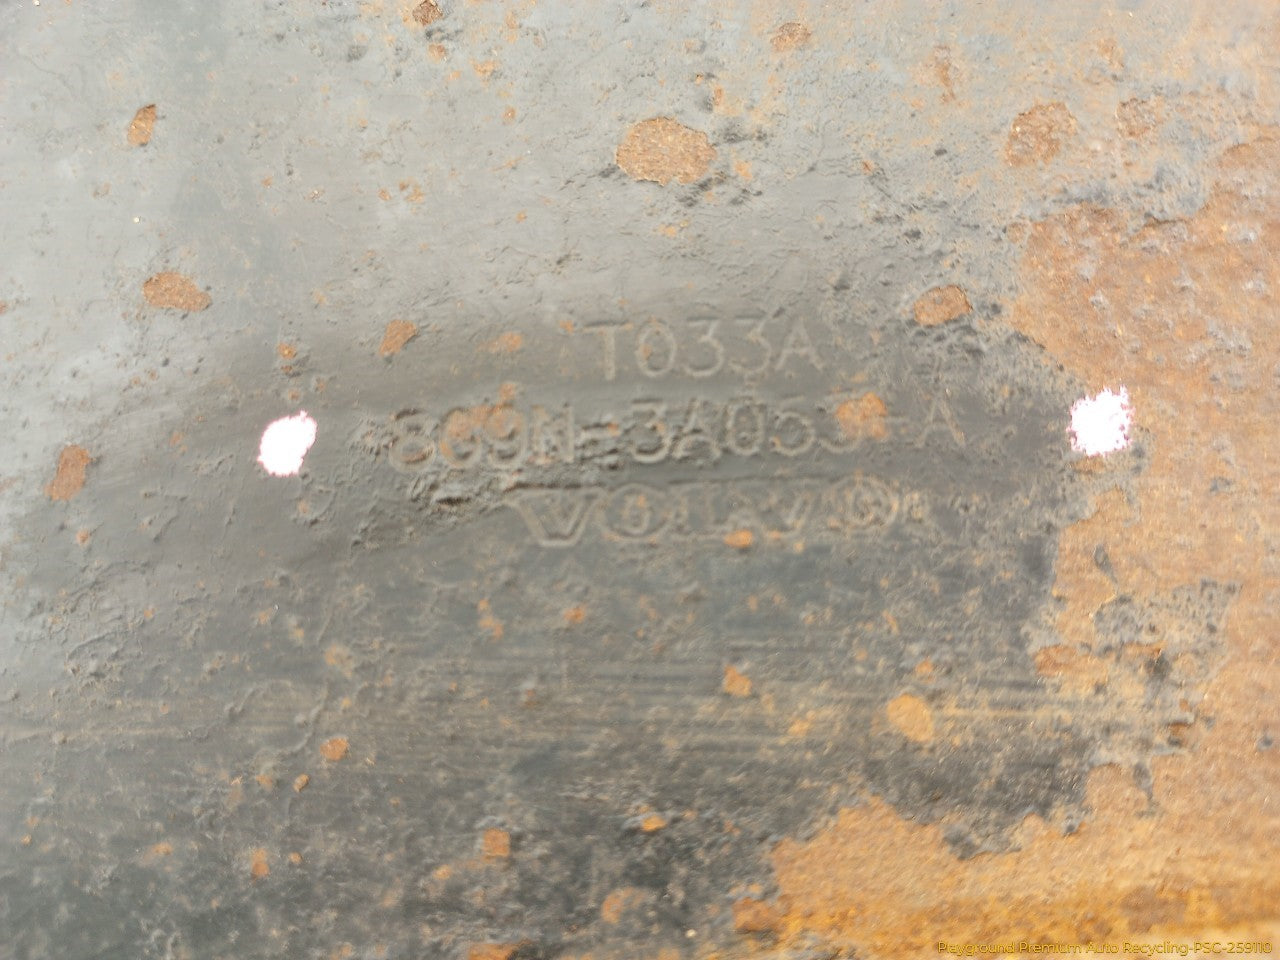 T033A
8G9N-3A053-A
VOLVO
Playground Premium Auto Recycling-PSC-259110